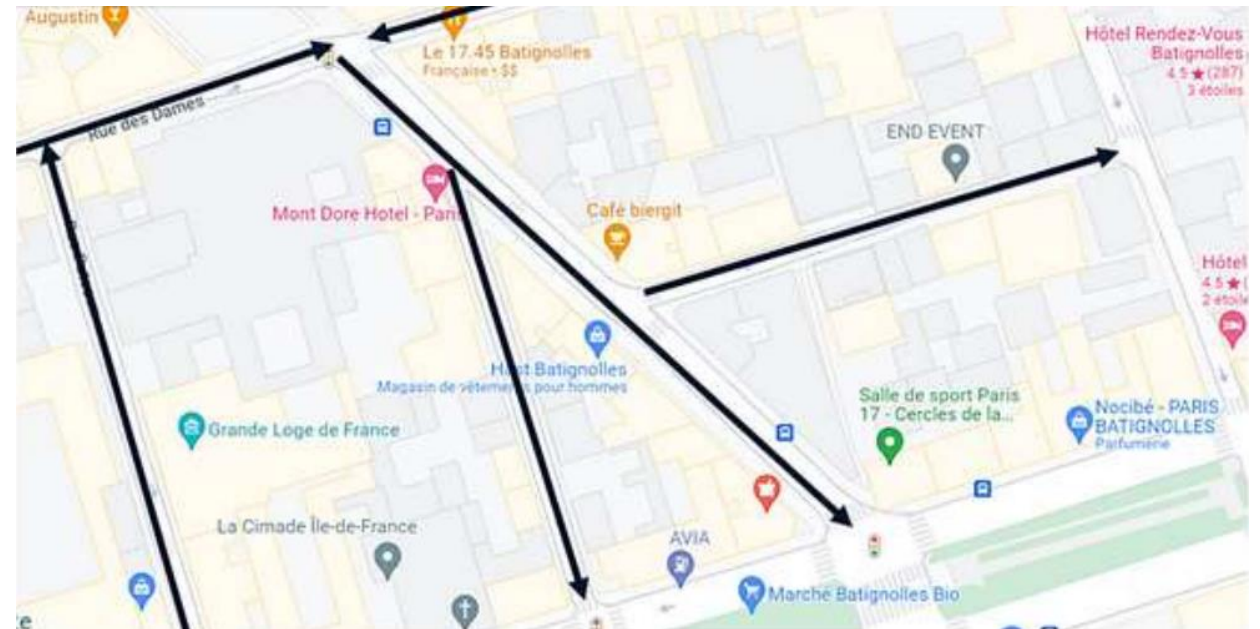 Augustin
Le 17.45 Batignolles
Française • $$
Hôtel Rendez-Vous
Batignolles
4.5 ★ (287)
3 étoiles
Rue des Dames
END EVENT
Mont Dore Hotel - Paris
Café biergit
Hôtel
4.5 ★ (
2 étoile
Haut Batignolles
Magasin de vêtements pour hommes
Salle de sport Paris
17 - Cercles de la...
Nocibé - PARIS
BATIGNOLLES
Parfumerie
Grande Loge de France
La Cimade Île-de-France
AVIA
Marché Batignolles Bio
e